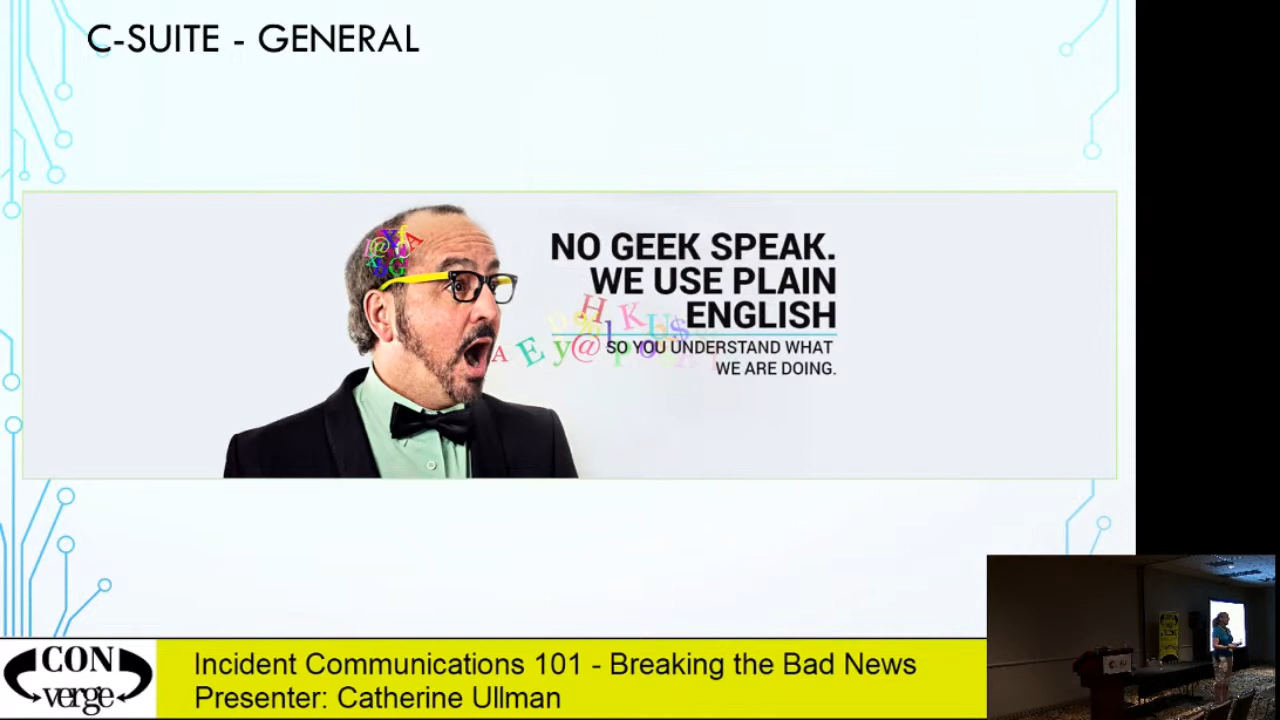 C-SUITE - GENERAL
NO GEEK SPEAK.
WE USE PLAIN
ENGLISH
SO YOU UNDERSTAND WHAT
WE ARE DOING.
CON
verge
Incident Communications 101 - Breaking the Bad News
Presenter: Catherine Ullman